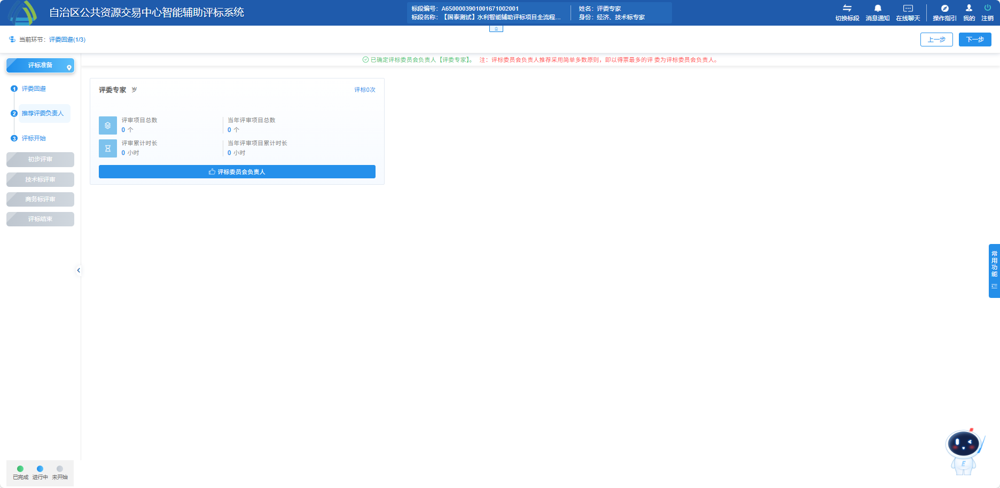 自治区公共资源交易中心智能辅助评标系统
标段编号：A6500003901001671002001
标段名称：【国泰测试】水利智能辅助评标项目全流程...
姓名：评委专家
身份：经济、技术标专家
切换标段
消息通知
在线聊天
操作指引
我的
注销
当前环节：评委回避(1/3)
上一步
下一步
已确定评标委员会负责人【评委专家】。 注：评标委员会负责人推荐采用简单多数原则，即以得票最多的评 委为评标委员会负责人。
评标准备
1 评委回避
2 推荐评委负责人
3 评标开始
初步评审
技术标评审
商务标评审
评标结束
评委专家 岁
评标0次
评审项目总数
0 个
当年评审项目总数
0 个
评审累计时长
0 小时
当年评审项目累计时长
0 小时
评标委员会负责人
常用功能
E
已完成
进行中
未开始